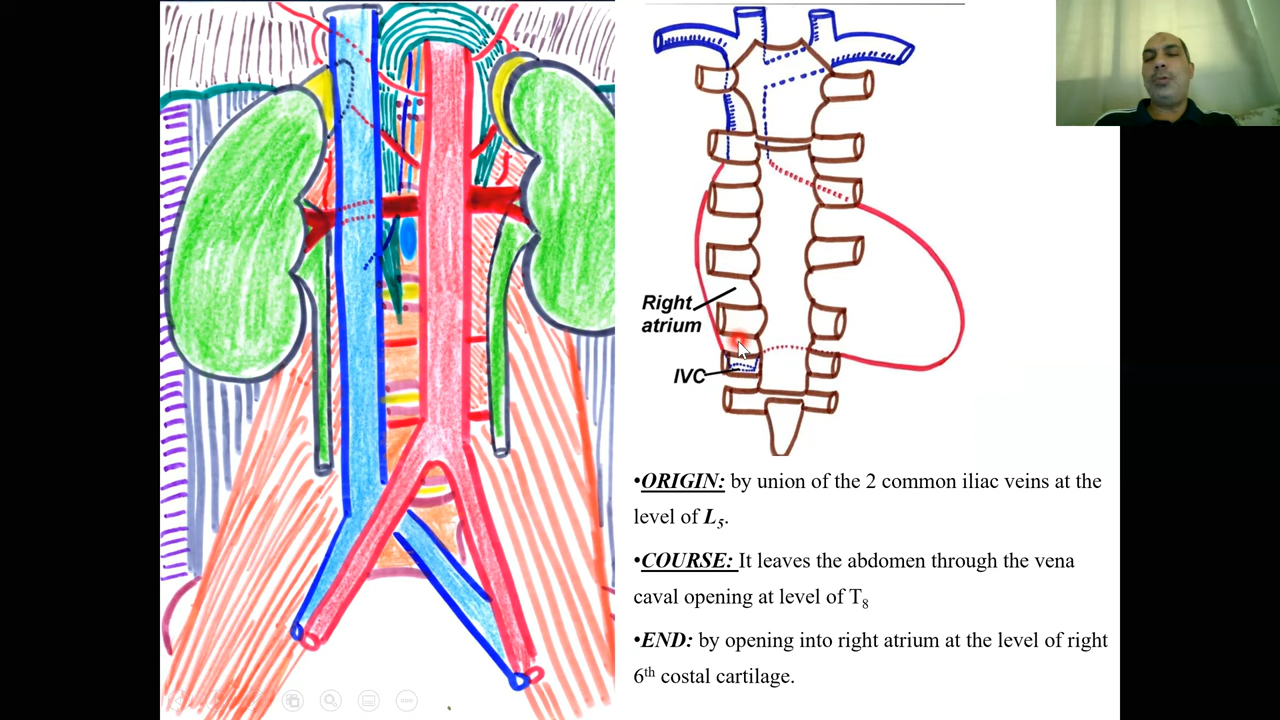 Right
atrium
IVC
•ORIGIN: by union of the 2 common iliac veins at the
level of L5.
•COURSE: It leaves the abdomen through the vena
caval opening at level of T8
•END: by opening into right atrium at the level of right
6th costal cartilage.